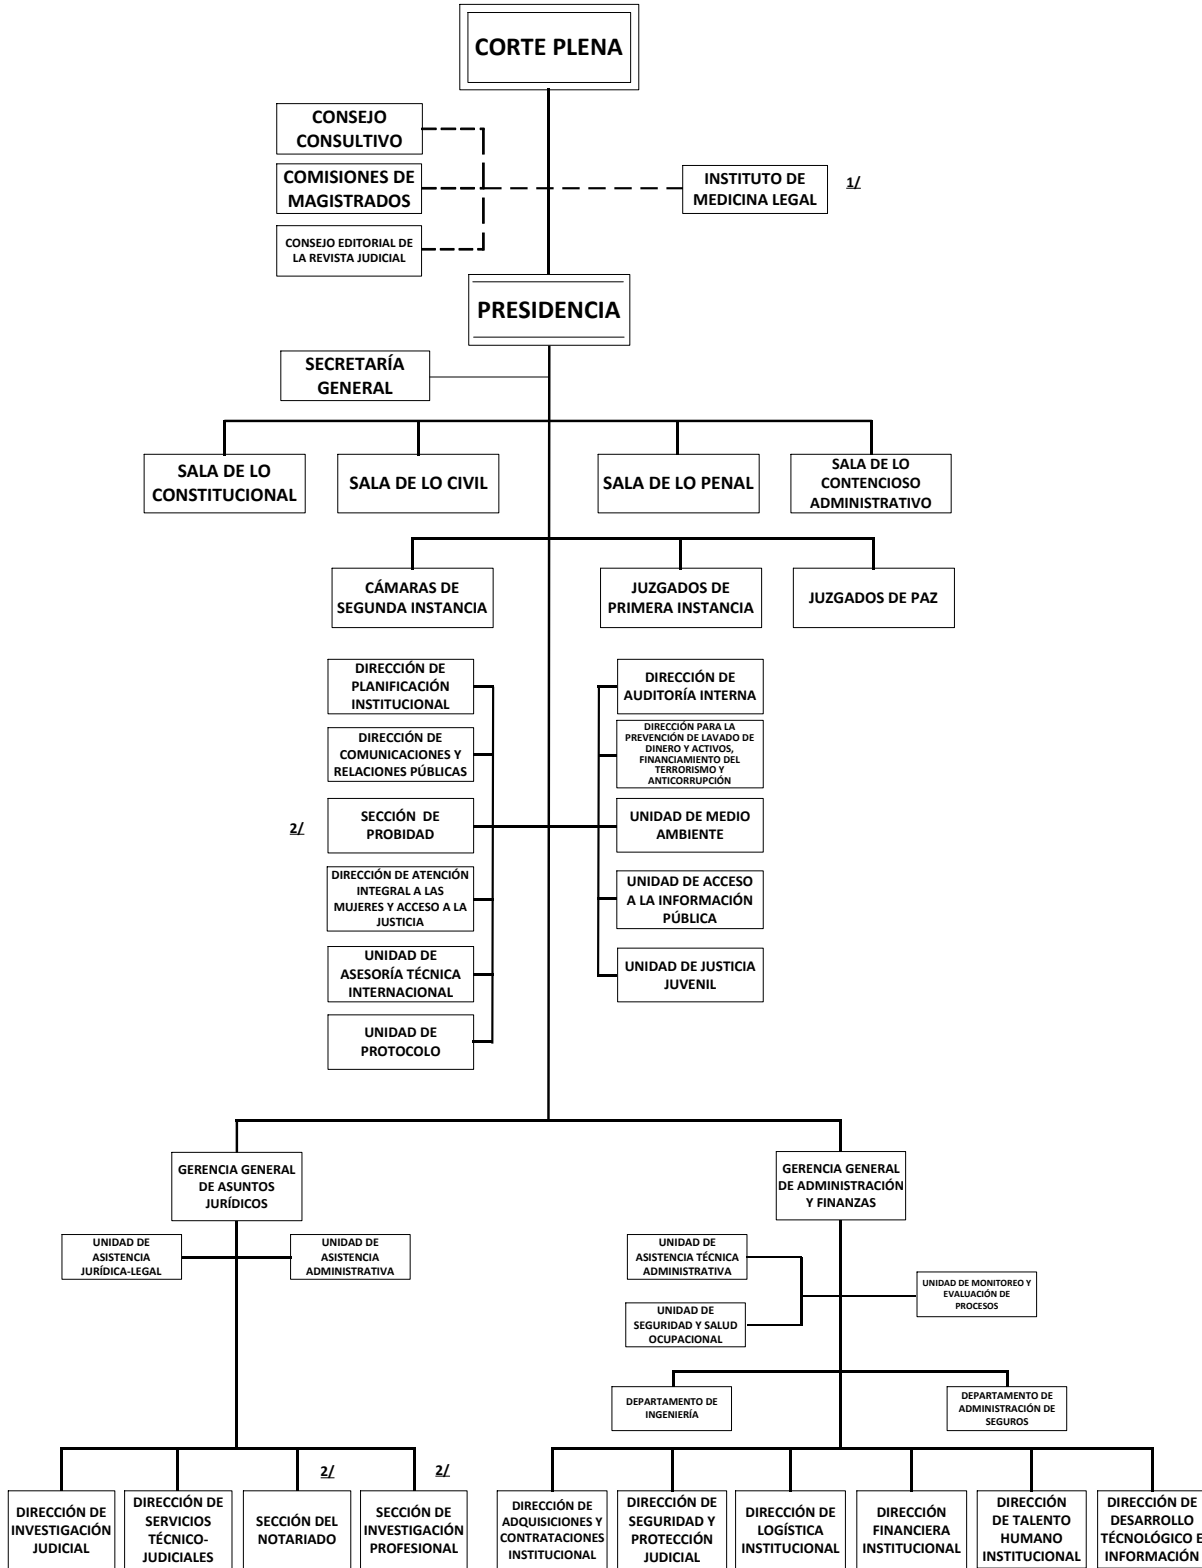 CORTE PLENA
CONSEJO
CONSULTIVO
COMISIONES DE
MAGISTRADOS
INSTITUTO DE
MEDICINA LEGAL
1/
CONSEJO EDITORIAL DE
LA REVISTA JUDICIAL
PRESIDENCIA
SECRETARÍA
GENERAL
SALA DE LO
CONSTITUCIONAL
SALA DE LO CIVIL
SALA DE LO PENAL
SALA DE LO
CONTENCIOSO
ADMINISTRATIVO
CÁMARAS DE
SEGUNDA INSTANCIA
JUZGADOS DE
PRIMERA INSTANCIA
JUZGADOS DE PAZ
DIRECCIÓN DE
PLANIFICACIÓN
INSTITUCIONAL
DIRECCIÓN DE
AUDITORÍA INTERNA
DIRECCIÓN DE
COMUNICACIONES Y
RELACIONES PÚBLICAS
DIRECCIÓN PARA LA
PREVENCIÓN DE LAVADO DE
DINERO Y ACTIVOS,
FINANCIAMIENTO DEL
TERRORISMO Y
ANTICORRUPCIÓN
2/
SECCIÓN DE
PROBIDAD
UNIDAD DE MEDIO
AMBIENTE
DIRECCIÓN DE ATENCIÓN
INTEGRAL A LAS
MUJERES Y ACCESO A LA
JUSTICIA
UNIDAD DE ACCESO
A LA INFORMACIÓN
PÚBLICA
UNIDAD DE
ASESORÍA TÉCNICA
INTERNACIONAL
UNIDAD DE JUSTICIA
JUVENIL
UNIDAD DE
PROTOCOLO
GERENCIA GENERAL
DE ASUNTOS
JURÍDICOS
GERENCIA GENERAL
DE ADMINISTRACIÓN
Y FINANZAS
UNIDAD DE
ASISTENCIA
JURÍDICA-LEGAL
UNIDAD DE
ASISTENCIA
ADMINISTRATIVA
UNIDAD DE
ASISTENCIA TÉCNICA
ADMINISTRATIVA
UNIDAD DE MONITOREO Y
EVALUACIÓN DE
PROCESOS
UNIDAD DE
SEGURIDAD Y SALUD
OCUPACIONAL
DEPARTAMENTO DE
INGENIERÍA
DEPARTAMENTO DE
ADMINISTRACIÓN DE
SEGUROS
2/
2/
DIRECCIÓN DE
INVESTIGACIÓN
JUDICIAL
DIRECCIÓN DE
SERVICIOS
TÉCNICO-
JUDICIALES
SECCIÓN DEL
NOTARIADO
SECCIÓN DE
INVESTIGACIÓN
PROFESIONAL
DIRECCIÓN DE
ADQUISICIONES Y
CONTRATACIONES
INSTITUCIONAL
DIRECCIÓN DE
SEGURIDAD Y
PROTECCIÓN
JUDICIAL
DIRECCIÓN DE
LOGÍSTICA
INSTITUCIONAL
DIRECCIÓN
FINANCIERA
INSTITUCIONAL
DIRECCIÓN
DE TALENTO
HUMANO
INSTITUCIONAL
DIRECCIÓN DE
DESARROLLO
TÉCNOLÓGICO E
INFORMACIÓN